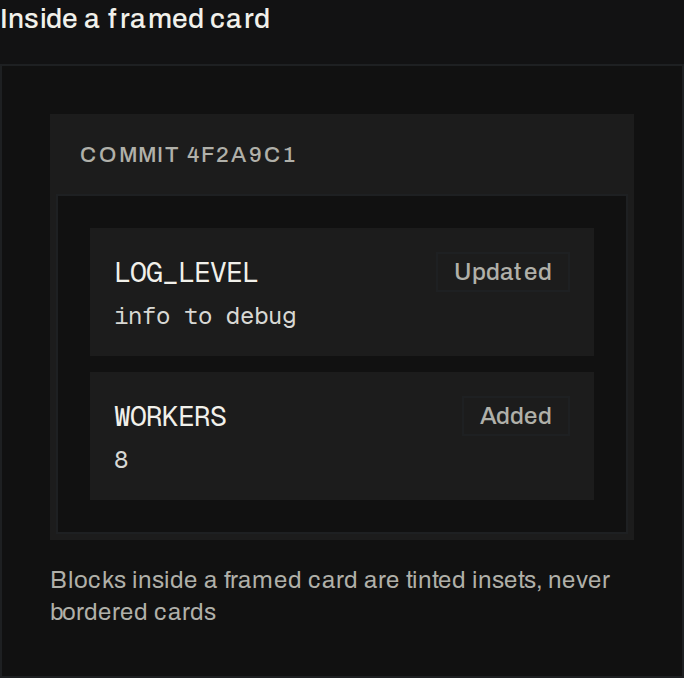 Inside a framed card
COMMIT 4F2A9C1
LOG_LEVEL
Updated
info to debug
WORKERS
Added
8
Blocks inside a framed card are tinted insets, never
bordered cards